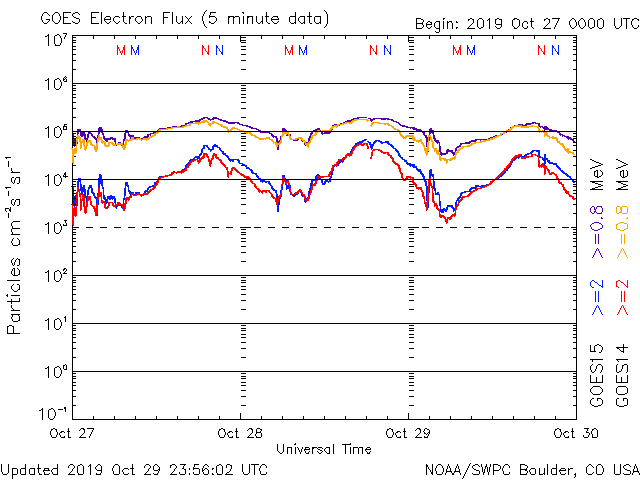 GOES Electron Flux (5 minute data)
Begin: 2019 Oct 27 0000 UTC
M M N N M M N N M M N N
10⁷
10⁶
10⁵
10⁴
10³
10²
10¹
10⁰
10⁻¹
Particles cm⁻²s⁻¹sr⁻¹
Oct 27 Oct 28 Oct 29 Oct 30
Universal Time
GOES15 >=2 >=0.8 MeV
GOES14 >=2 >=0.8 MeV
Updated 2019 Oct 29 23:56:02 UTC
NOAA/SWPC Boulder, CO USA